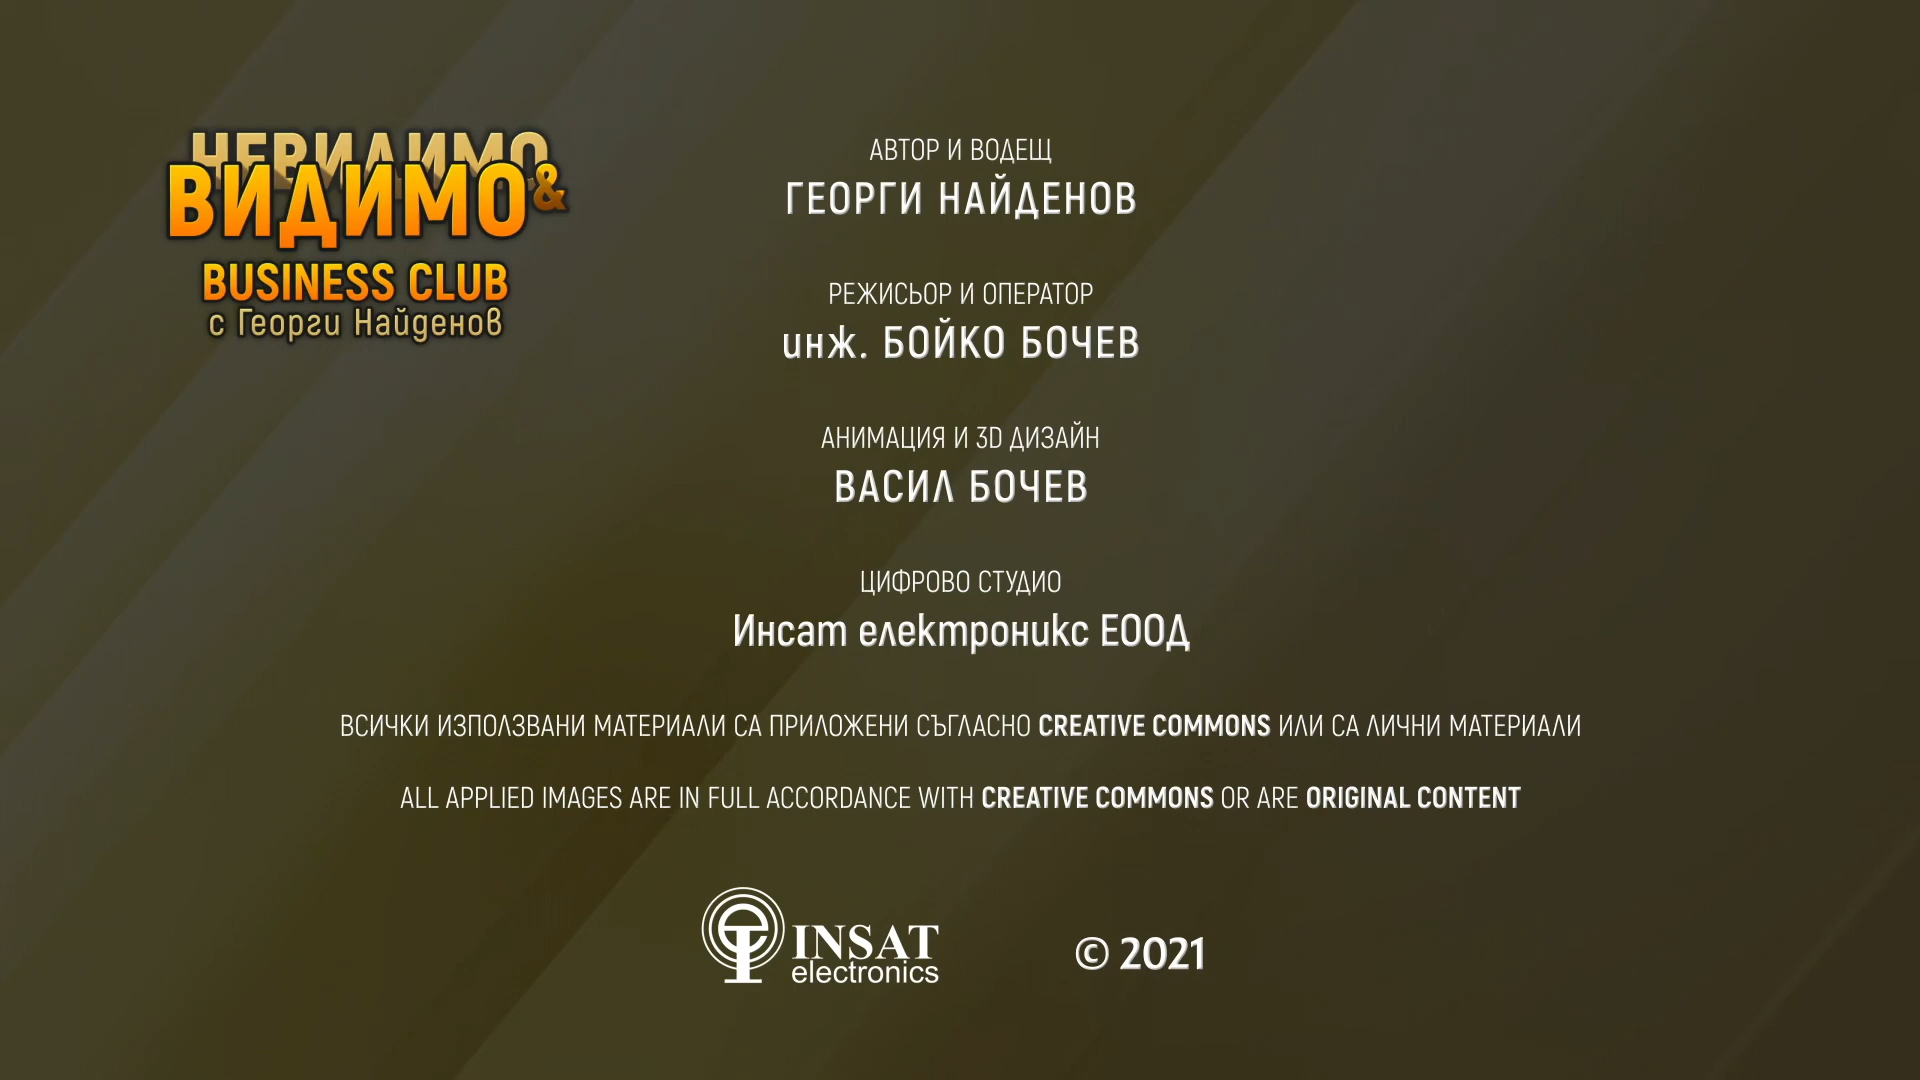 НЕВИДИМО
ВИДИМО &
BUSINESS CLUB
с Георги Найденов
АВТОР И ВОДЕЩ
ГЕОРГИ НАЙДЕНОВ
РЕЖИСЬОР И ОПЕРАТОР
инж. БОЙКО БОЧЕВ
АНИМАЦИЯ И 3D ДИЗАЙН
ВАСИЛ БОЧЕВ
ЦИФРОВО СТУДИО
Инсат електроникс ЕООД
ВСИЧКИ ИЗПОЛЗВАНИ МАТЕРИАЛИ СА ПРИЛОЖЕНИ СЪГЛАСНО CREATIVE COMMONS ИЛИ СА ЛИЧНИ МАТЕРИАЛИ
ALL APPLIED IMAGES ARE IN FULL ACCORDANCE WITH CREATIVE COMMONS OR ARE ORIGINAL CONTENT
INSAT
electronics
© 2021